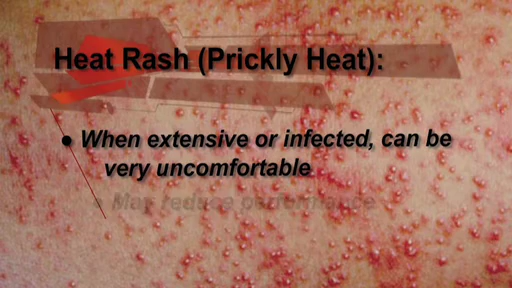 Heat Rash (Prickly Heat):
● When extensive or infected, can be
very uncomfortable
● May reduce performance